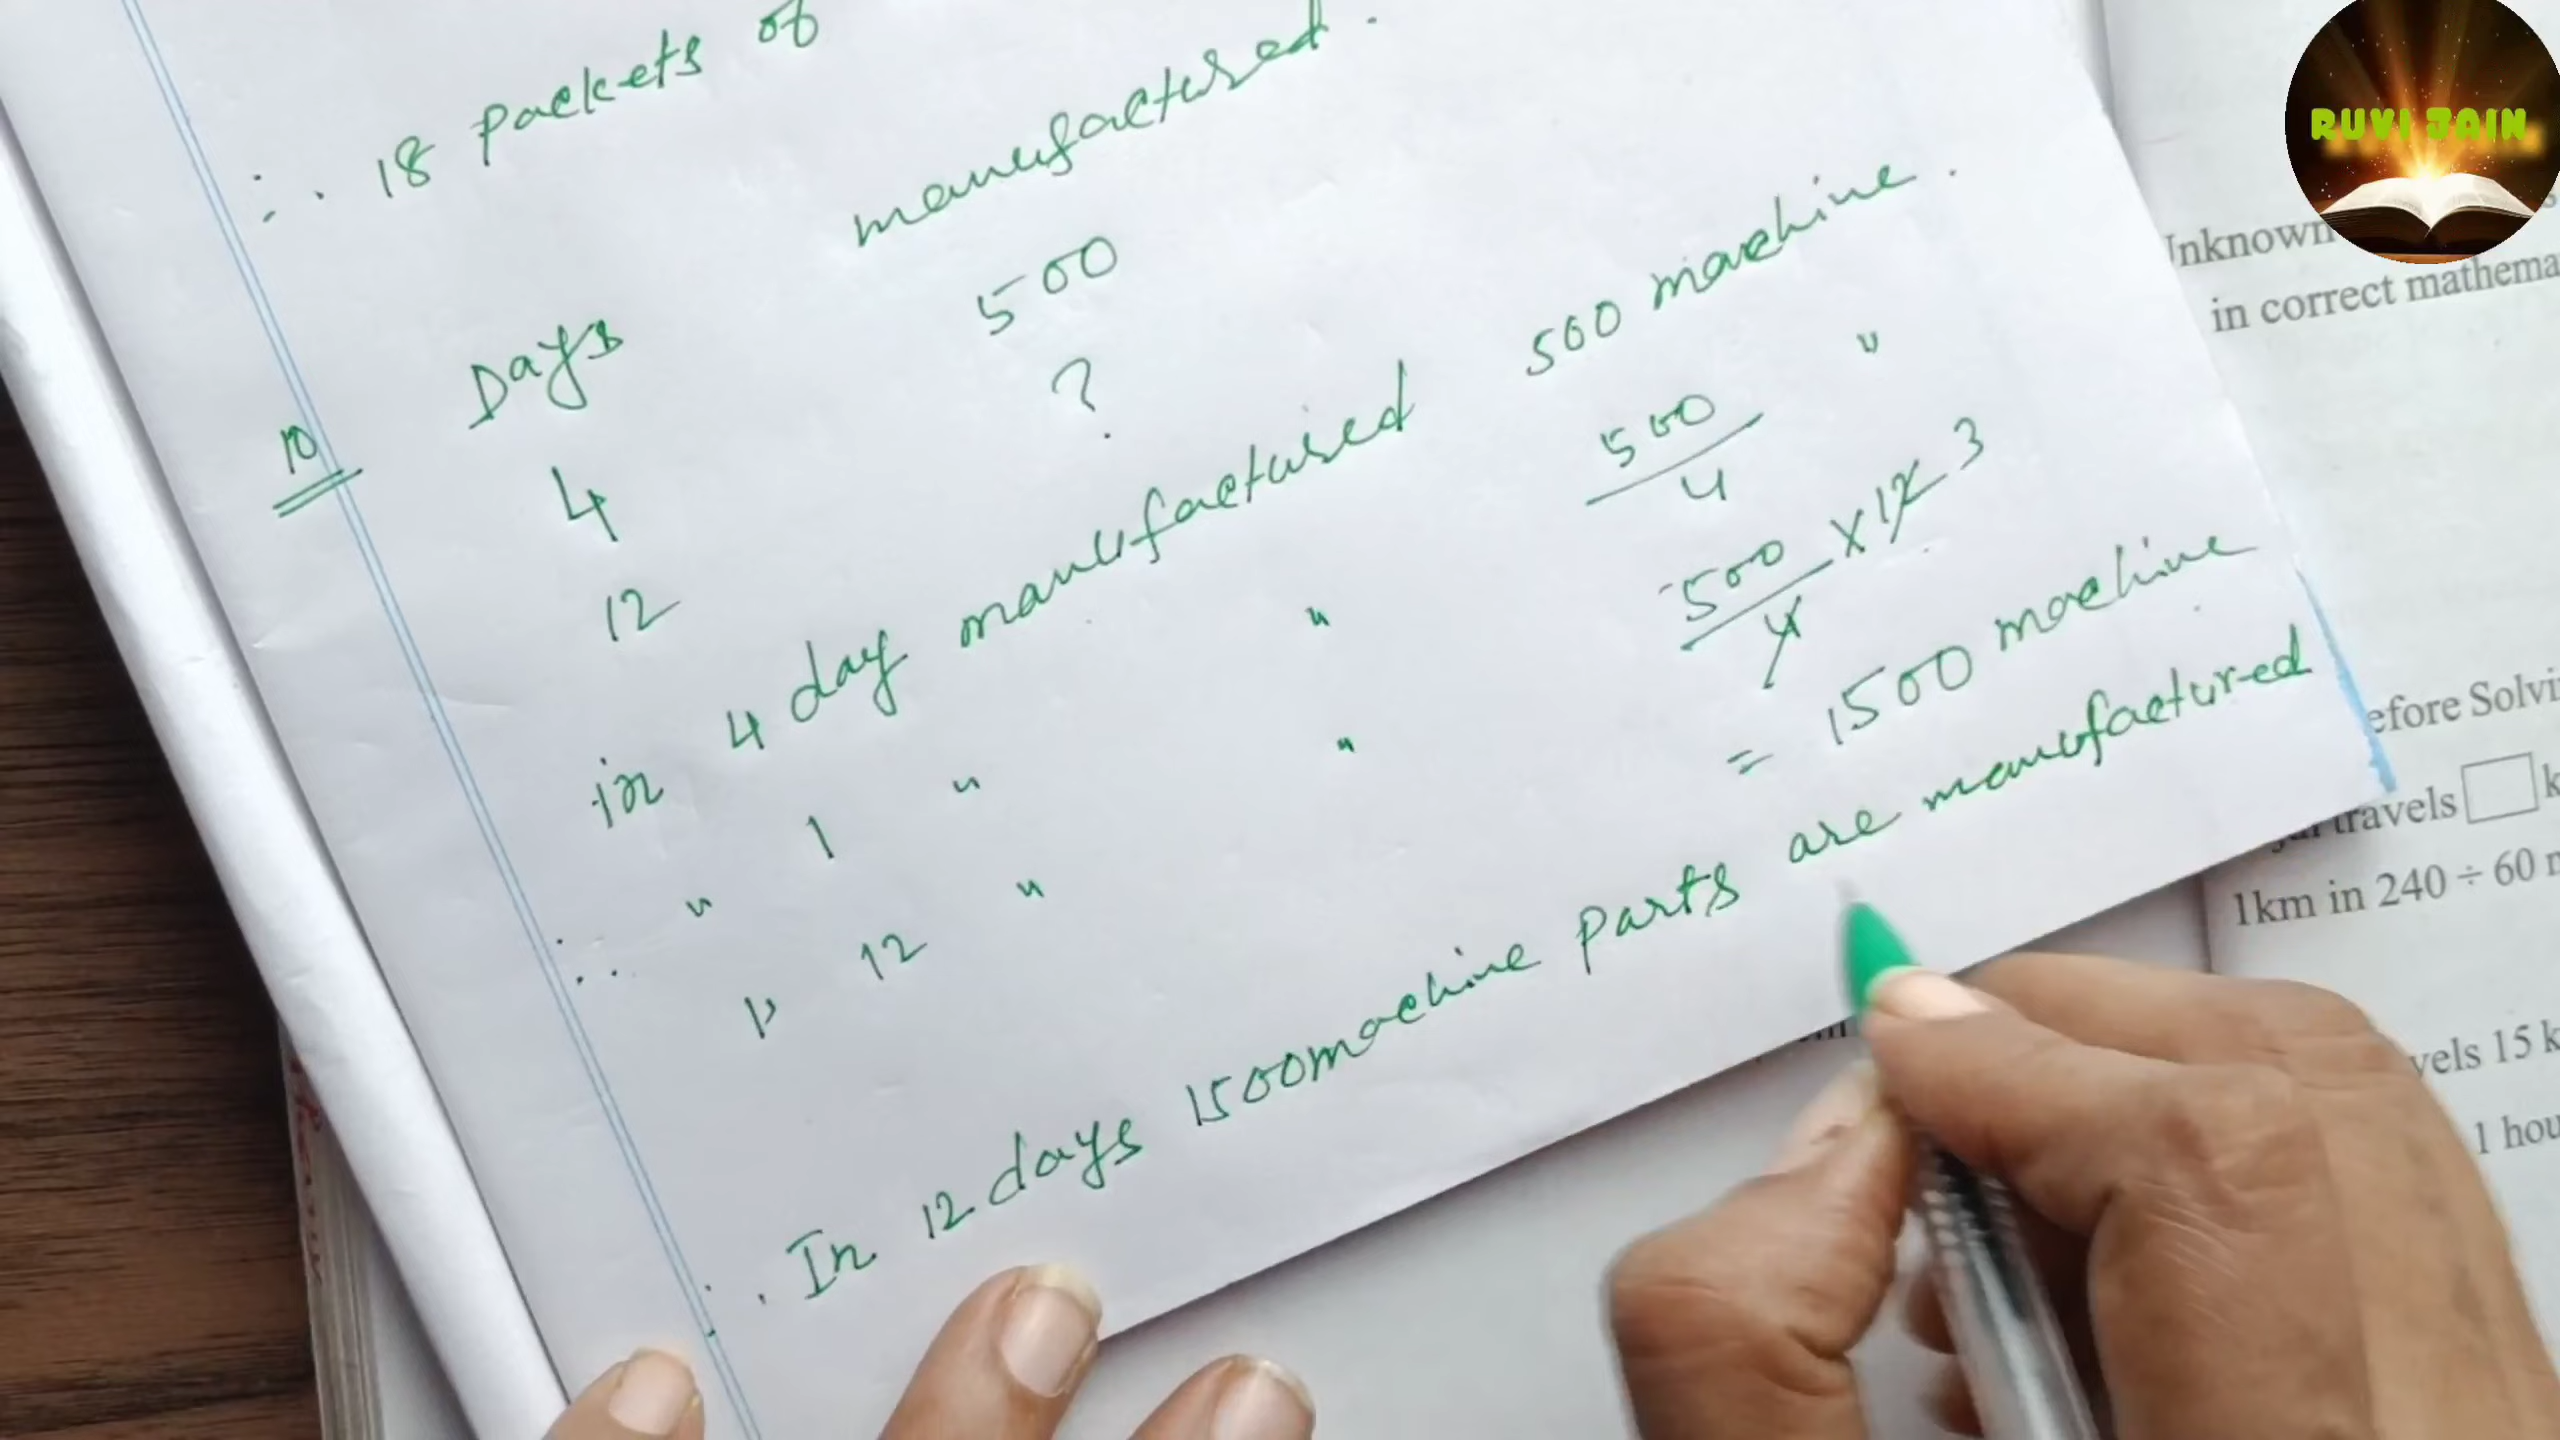 ∴ 18 packets of
10 Days manufactured.
4 500
12 ?
in 4 day manufactured 500 machine.
∴ " 1 " " 500/4 "
" 12 " " 500/4 × 12 3
= 1500 machine
∴ In 12 days 1500 machine parts are manufactured
RUVI JAIN
Unknown
in correct mathema
efore Solvi
travels k
1km in 240 ÷ 60
vels 15 k
1 hou